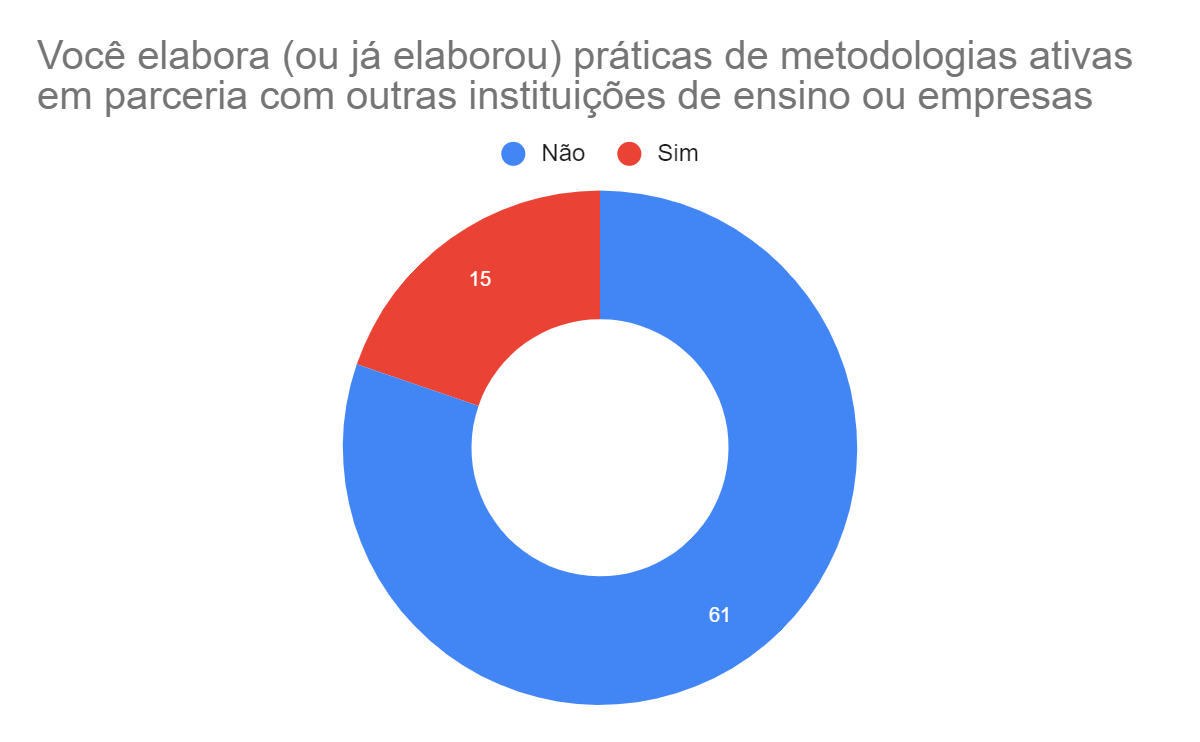 Você elabora (ou já elaborou) práticas de metodologias ativas
em parceria com outras instituições de ensino ou empresas
Não Sim
15
61